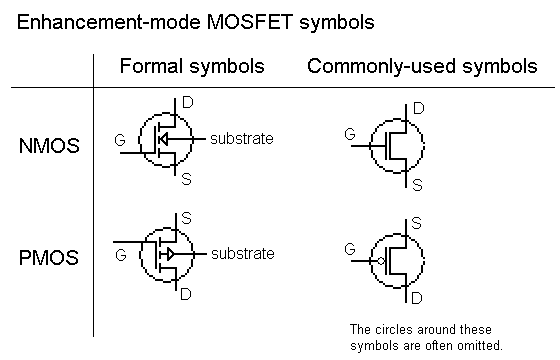 Enhancement-mode MOSFET symbols
Formal symbols
Commonly-used symbols
NMOS
D
G
substrate
S
D
G
S
PMOS
S
G
substrate
D
S
G
D
The circles around these
symbols are often omitted.